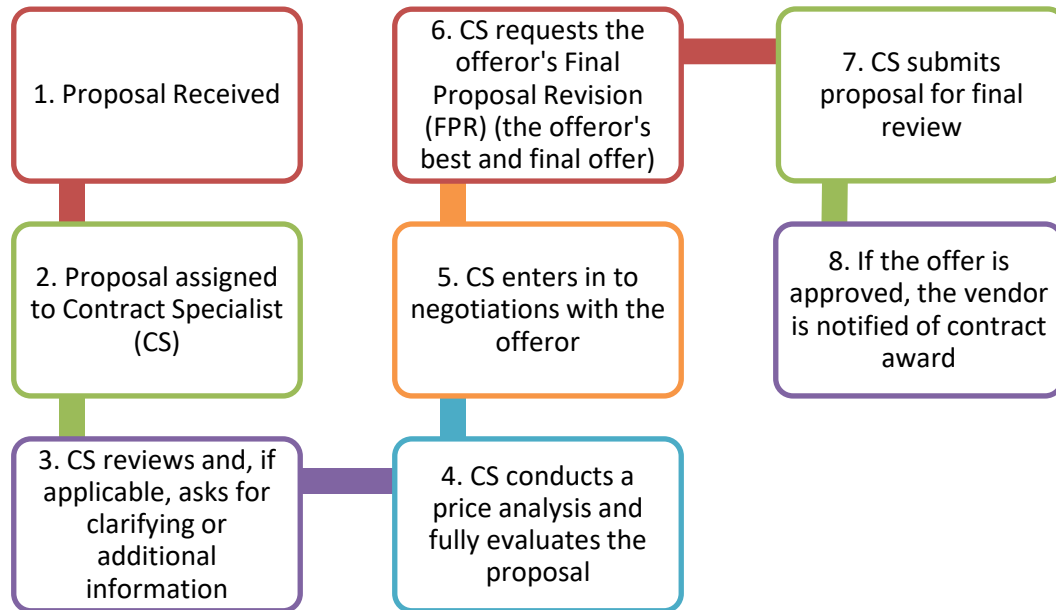 1. Proposal Received
2. Proposal assigned
to Contract Specialist
(CS)
3. CS reviews and, if
applicable, asks for
clarifying or
additional
information
4. CS conducts a
price analysis and
fully evaluates the
proposal
5. CS enters in to
negotiations with the
offeror
6. CS requests the
offeror's Final
Proposal Revision
(FPR) (the offeror's
best and final offer)
7. CS submits
proposal for final
review
8. If the offer is
approved, the vendor
is notified of contract
award